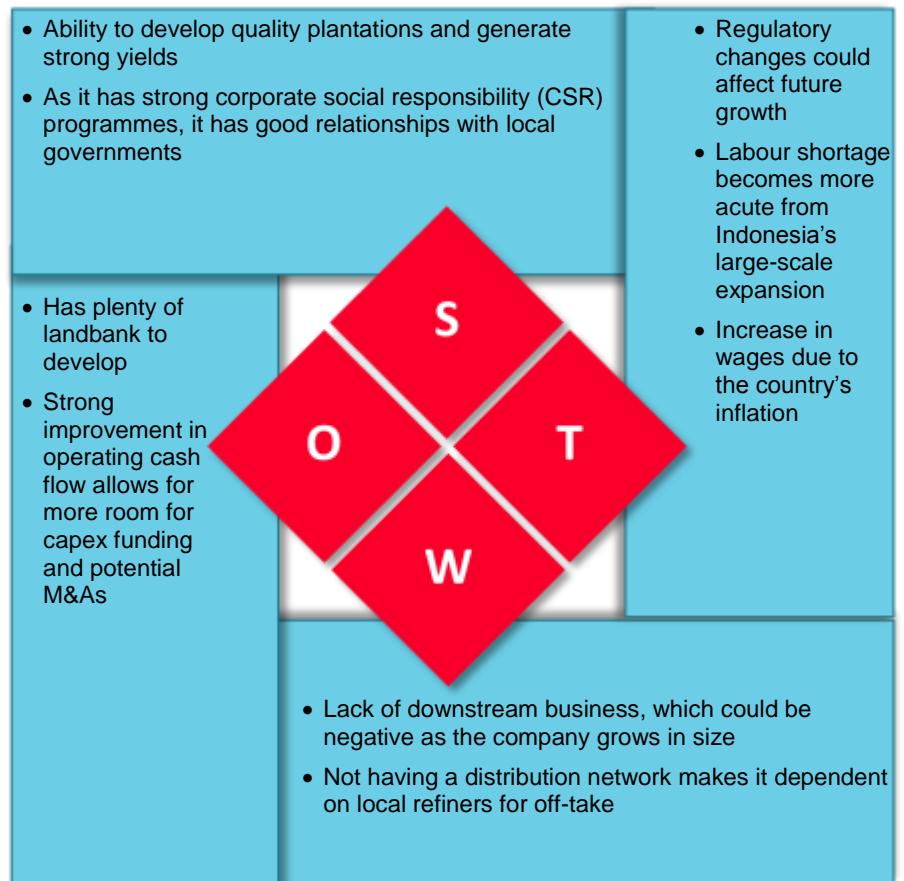 • Ability to develop quality plantations and generate
strong yields
• As it has strong corporate social responsibility (CSR)
programmes, it has good relationships with local
governments
• Regulatory
changes could
affect future
growth
• Labour shortage
becomes more
acute from
Indonesia's
large-scale
expansion
• Increase in
wages due to
the country's
inflation
• Has plenty of
landbank to
develop
• Strong
improvement in
operating cash
flow allows for
more room for
capex funding
and potential
M&As
S
O
T
W
• Lack of downstream business, which could be
negative as the company grows in size
• Not having a distribution network makes it dependent
on local refiners for off-take